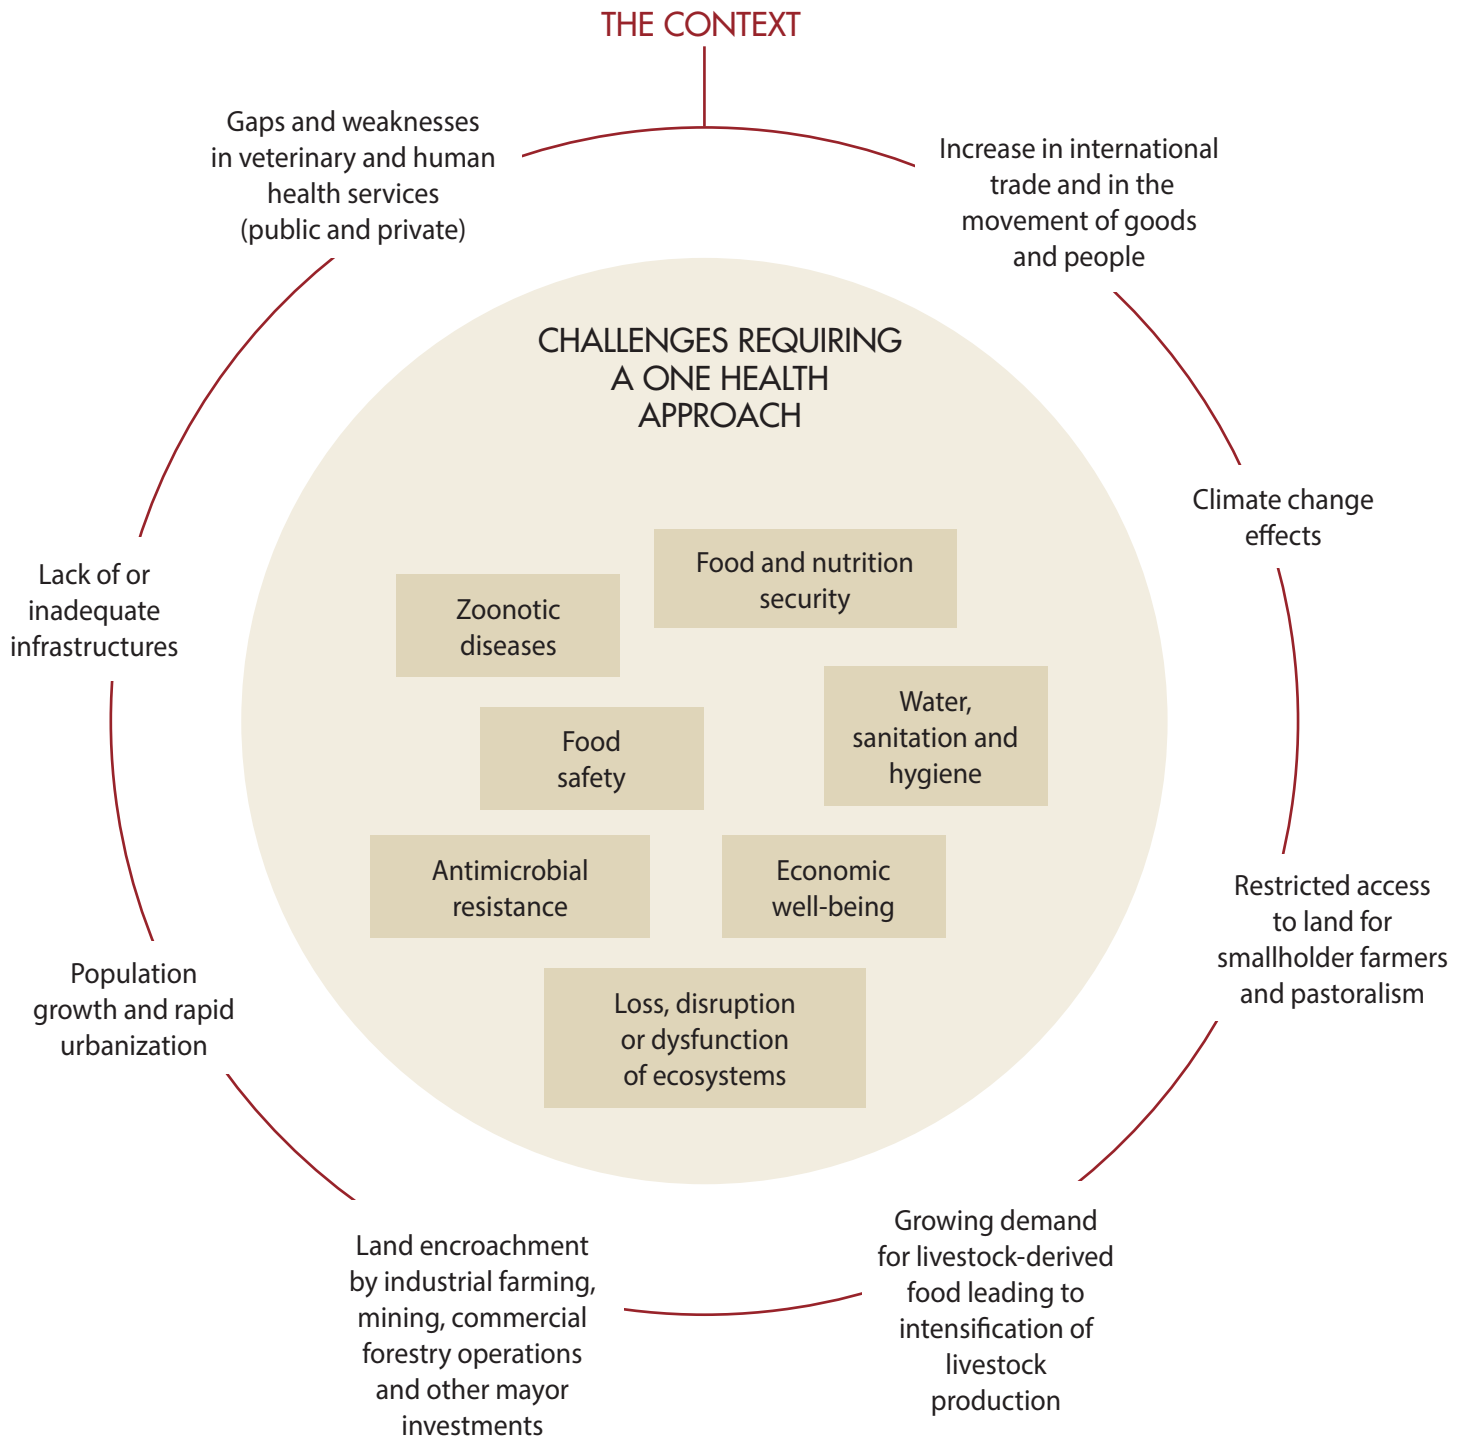 THE CONTEXT
Gaps and weaknesses
in veterinary and human
health services
(public and private)
Increase in international
trade and in the
movement of goods
and people
CHALLENGES REQUIRING
A ONE HEALTH
APPROACH
Climate change
effects
Food and nutrition
security
Zoonotic
diseases
Lack of or
inadequate
infrastructures
Water,
sanitation and
hygiene
Food
safety
Antimicrobial
resistance
Economic
well-being
Restricted access
to land for
smallholder farmers
and pastoralism
Population
growth and rapid
urbanization
Loss, disruption
or dysfunction
of ecosystems
Growing demand
for livestock-derived
food leading to
intensification of
livestock
production
Land encroachment
by industrial farming,
mining, commercial
forestry operations
and other mayor
investments